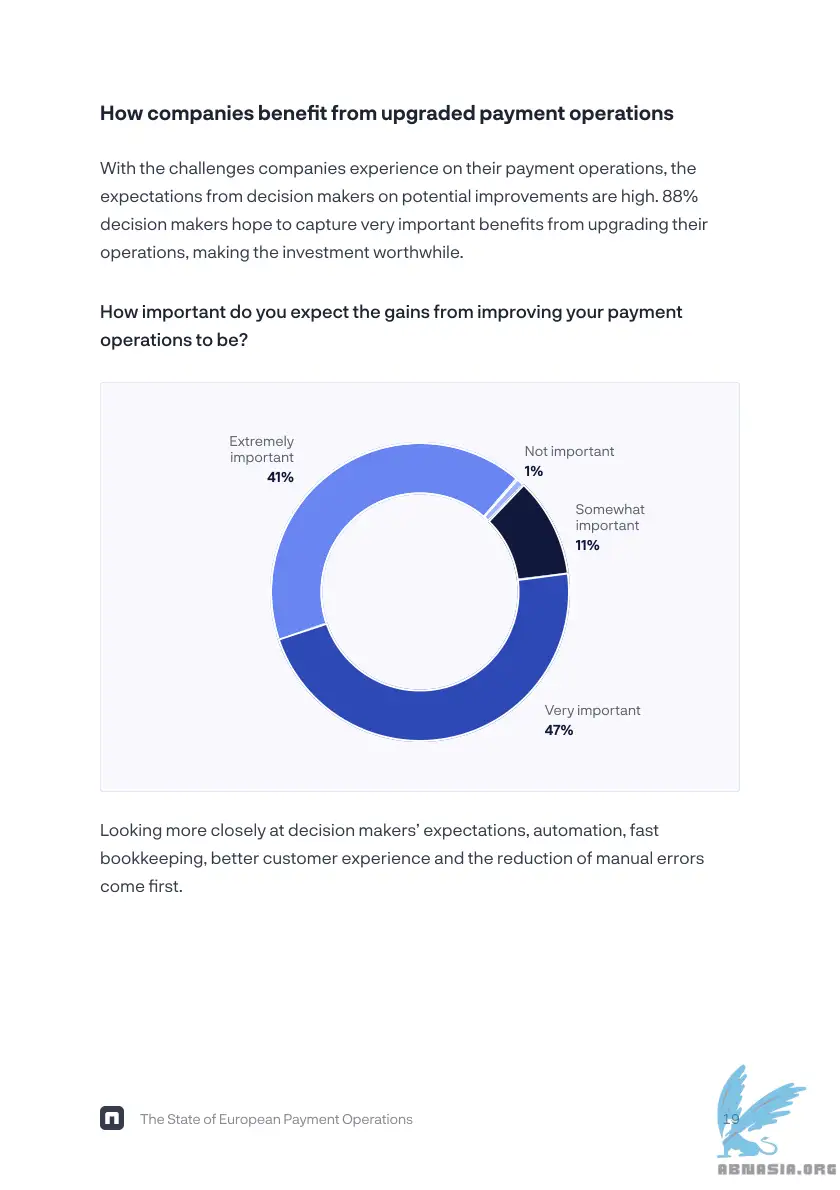 How companies benefit from upgraded payment operations
With the challenges companies experience on their payment operations, the
expectations from decision makers on potential improvements are high. 88%
decision makers hope to capture very important benefits from upgrading their
operations, making the investment worthwhile.
How important do you expect the gains from improving your payment
operations to be?
Extremely
important
41%
Not important
1%
Somewhat
important
11%
Very important
47%
Looking more closely at decision makers’ expectations, automation, fast
bookkeeping, better customer experience and the reduction of manual errors
come first.
The State of European Payment Operations
19
ABNASIA.ORG